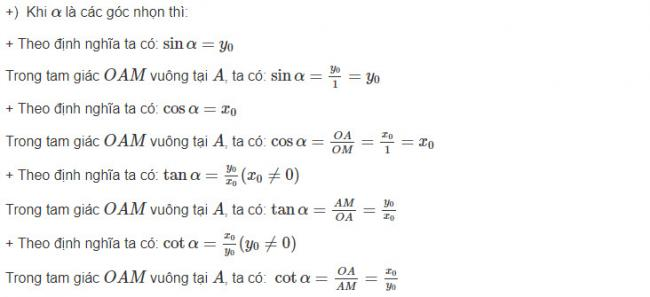 +) Khi α là các góc nhọn thì:
+ Theo định nghĩa ta có: sin α = y₀
Trong tam giác OAM vuông tại A, ta có: sin α = y₀/1 = y₀
+ Theo định nghĩa ta có: cos α = x₀
Trong tam giác OAM vuông tại A, ta có: cos α = OA/OM = x₀/1 = x₀
+ Theo định nghĩa ta có: tan α = y₀/x₀ (x₀ ≠ 0)
Trong tam giác OAM vuông tại A, ta có: tan α = AM/OA = y₀/x₀
+ Theo định nghĩa ta có: cot α = x₀/y₀ (y₀ ≠ 0)
Trong tam giác OAM vuông tại A, ta có: cot α = OA/AM = x₀/y₀